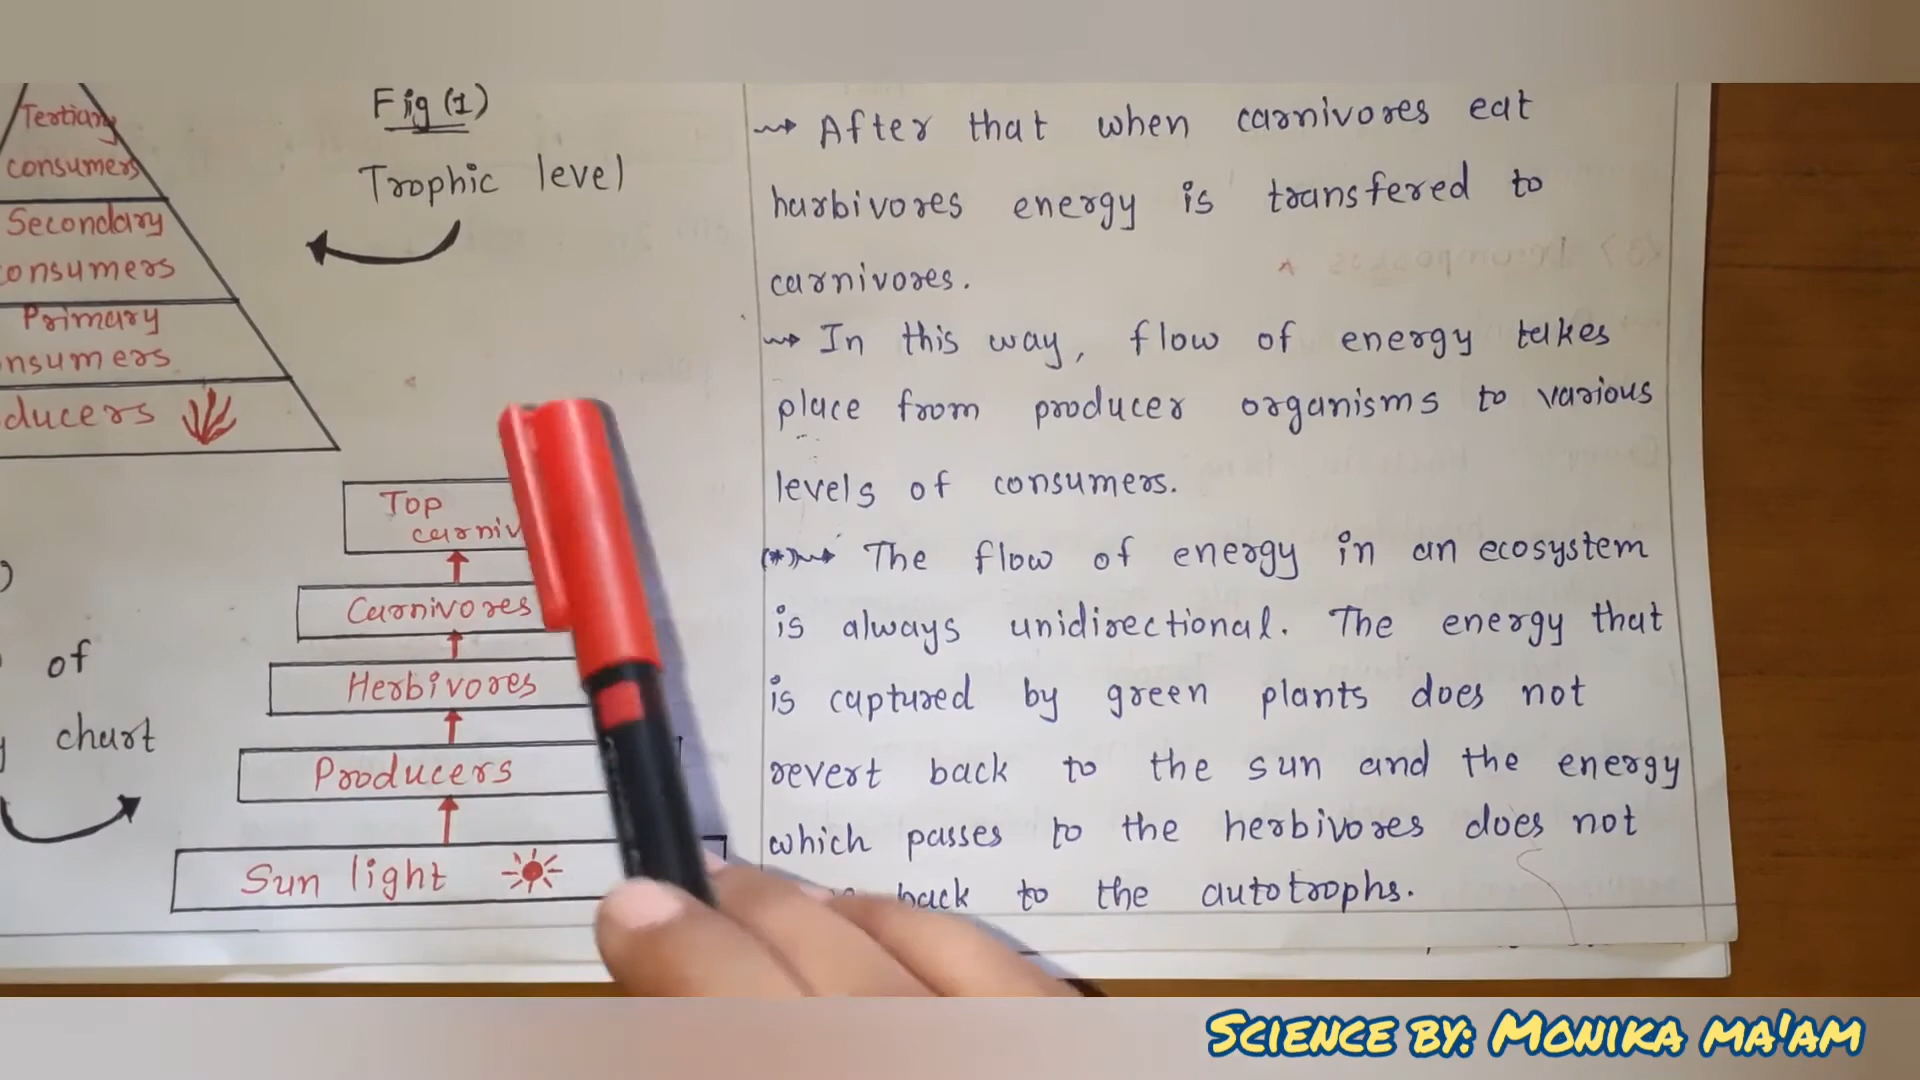 Tertiary
consumers
Secondary
consumers
Primary
nsumers
ducers
Fig (1)
Trophic level
of
chart
Top
carniv
Carnivores
Herbivores
Producers
Sun light
After that when carnivores eat
harbivores energy is transfered to
carnivores.
In this way, flow of energy takes
place from producer organisms to various
levels of consumers.
(*) The flow of energy in an ecosystem
is always unidirectional. The energy that
is captured by green plants does not
revert back to the sun and the energy
which passes to the herbivores does not
back to the autotrophs.
SCIENCE BY: MONIKA MA'AM